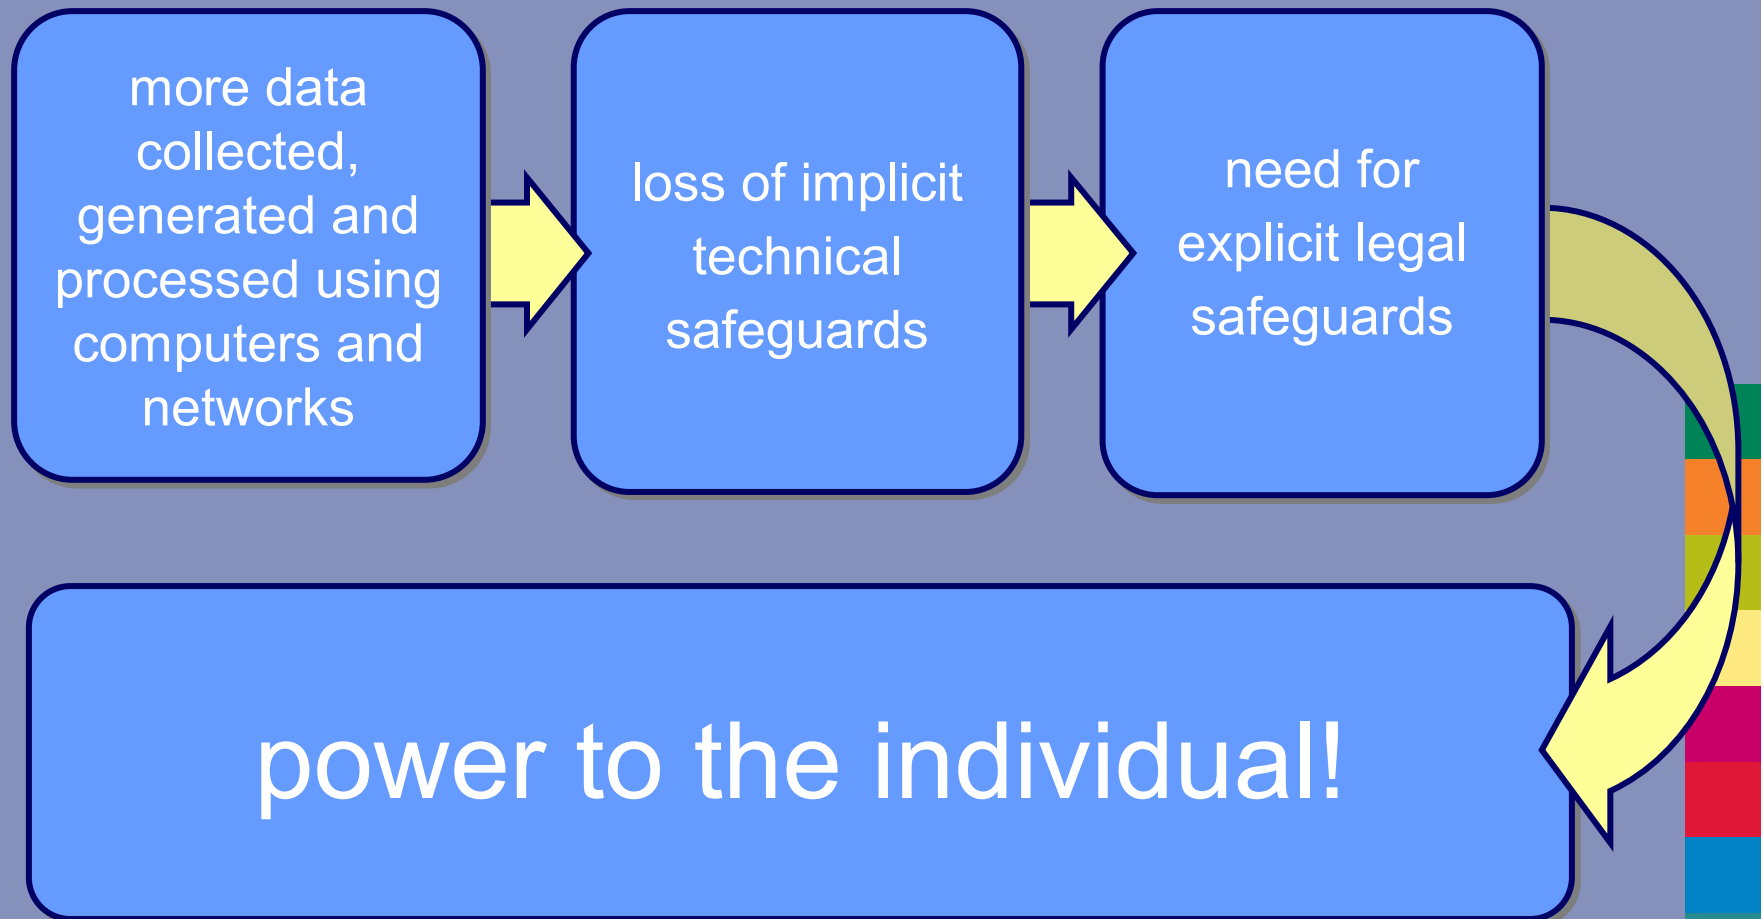 more data
collected,
generated and
processed using
computers and
networks
loss of implicit
technical
safeguards
need for
explicit legal
safeguards
power to the individual!